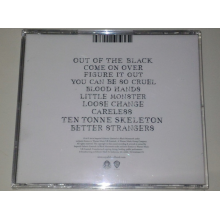 OUT OF THE BLACK
COME ON OVER
FIGURE IT OUT
YOU CAN BE SO CRUEL
BLOOD HANDS
LITTLE MONSTER
LOOSE CHANGE
CARELESS
TEN TONNE SKELETON
BETTER STRANGERS